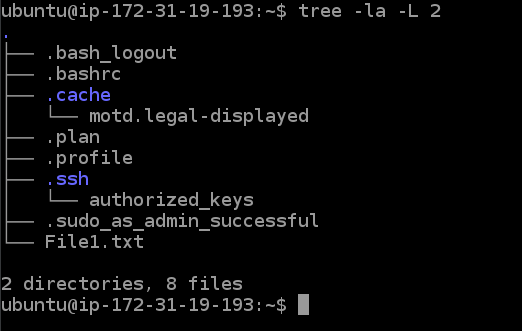 ubuntu@ip-172-31-19-193:~$ tree -la -L 2
.
├── .bash_logout
├── .bashrc
├── .cache
│   └── motd.legal-displayed
├── .plan
├── .profile
├── .ssh
│   └── authorized_keys
├── .sudo_as_admin_successful
└── File1.txt
2 directories, 8 files
ubuntu@ip-172-31-19-193:~$